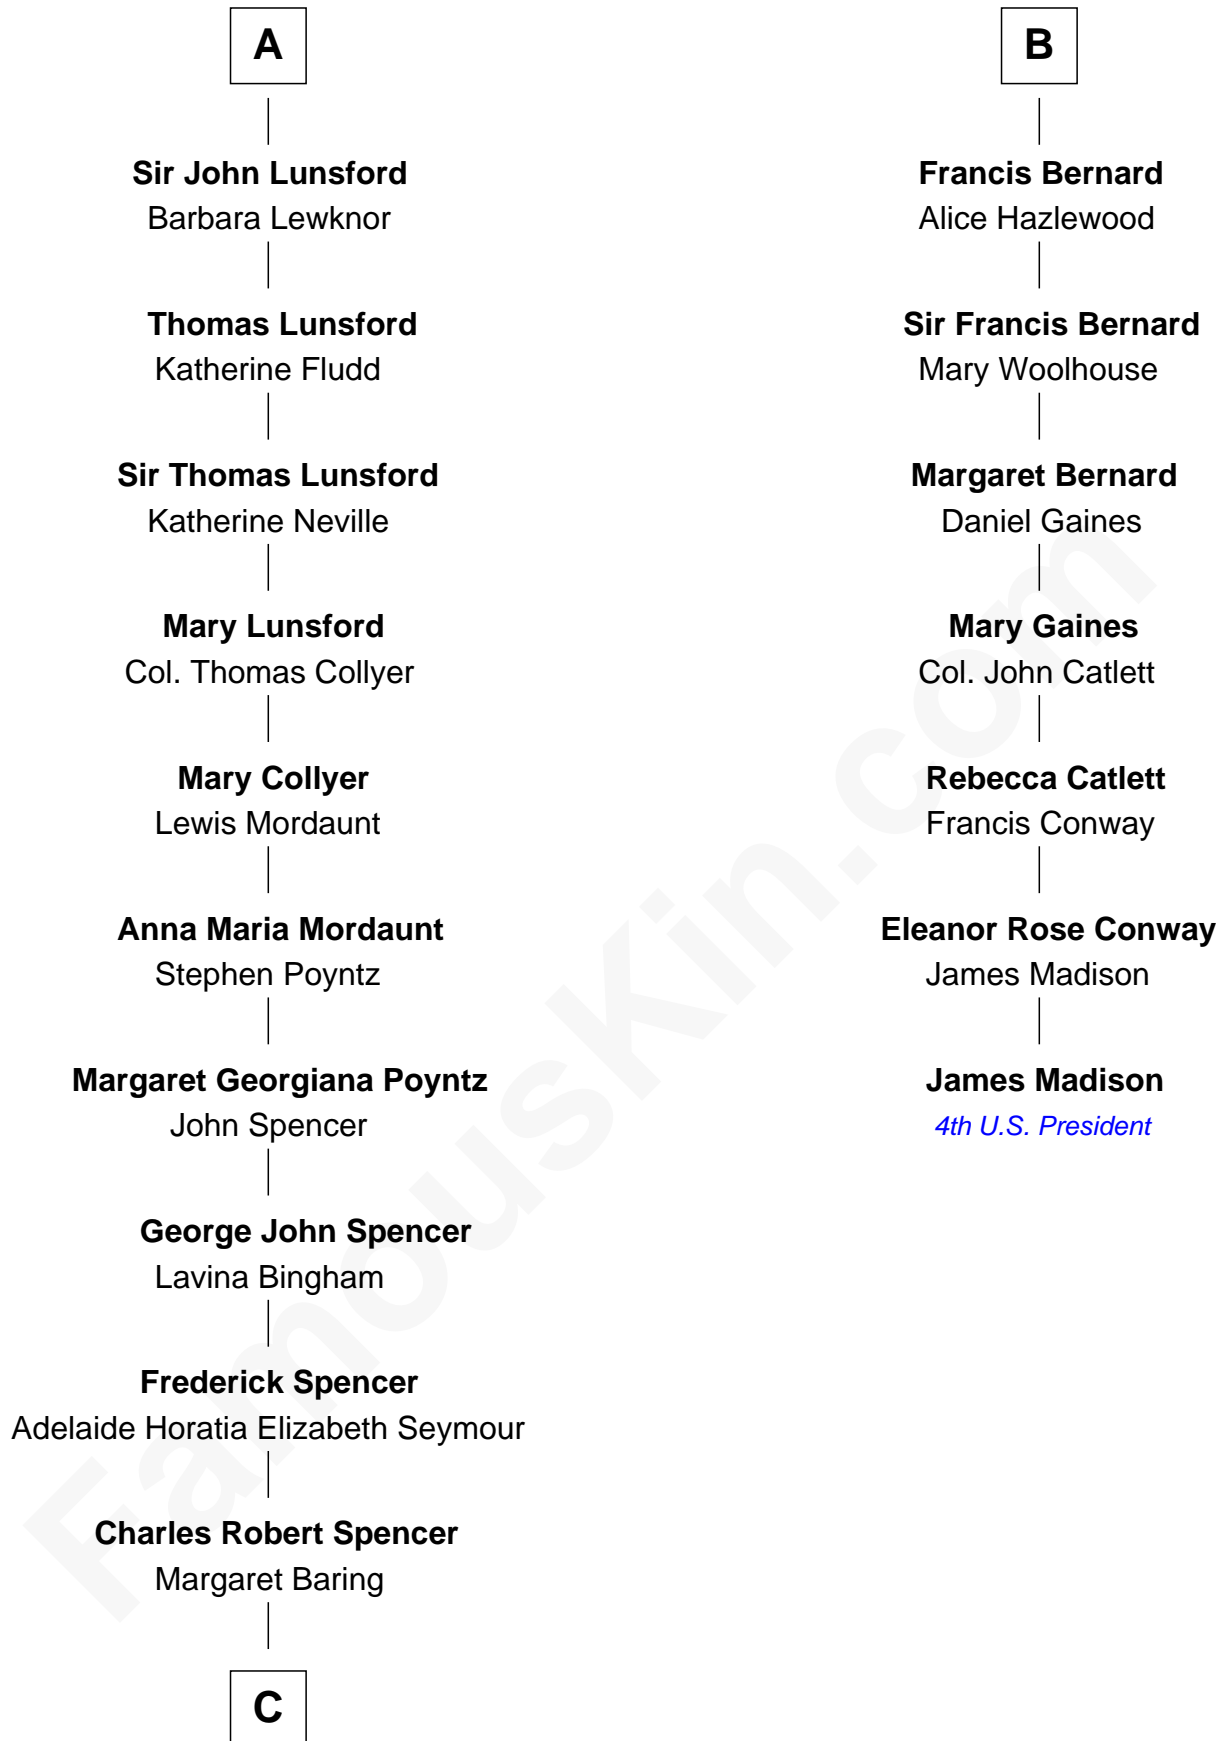 A
Sir John Lunsford
Barbara Lewknor
Thomas Lunsford
Katherine Fludd
Sir Thomas Lunsford
Katherine Neville
Mary Lunsford
Col. Thomas Collyer
Mary Collyer
Lewis Mordaunt
Anna Maria Mordaunt
Stephen Poyntz
Margaret Georgiana Poyntz
John Spencer
George John Spencer
Lavina Bingham
Frederick Spencer
Adelaide Horatia Elizabeth Seymour
Charles Robert Spencer
Margaret Baring
C
B
Francis Bernard
Alice Hazlewood
Sir Francis Bernard
Mary Woolhouse
Margaret Bernard
Daniel Gaines
Mary Gaines
Col. John Catlett
Rebecca Catlett
Francis Conway
Eleanor Rose Conway
James Madison
James Madison
4th U.S. President
FamousKin.com